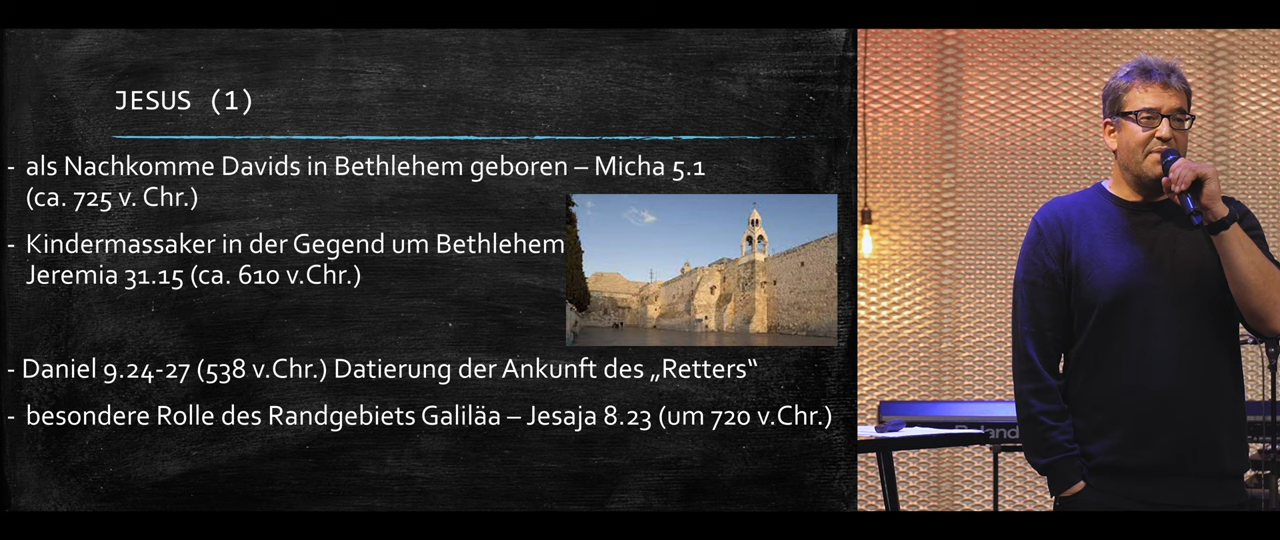 JESUS (1)
- als Nachkomme Davids in Bethlehem geboren – Micha 5.1
(ca. 725 v. Chr.)
- Kindermassaker in der Gegend um Bethlehem
Jeremia 31.15 (ca. 610 v.Chr.)
- Daniel 9.24-27 (538 v.Chr.) Datierung der Ankunft des „Retters“
- besondere Rolle des Randgebiets Galiläa – Jesaja 8.23 (um 720 v.Chr.)
Roland